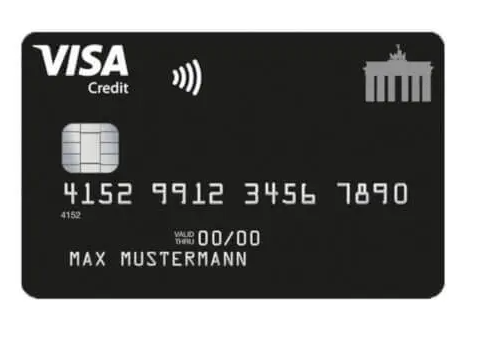 VISA
Credit
4152 9912 3456 7890
4152
VALID THRU 00/00
MAX MUSTERMANN